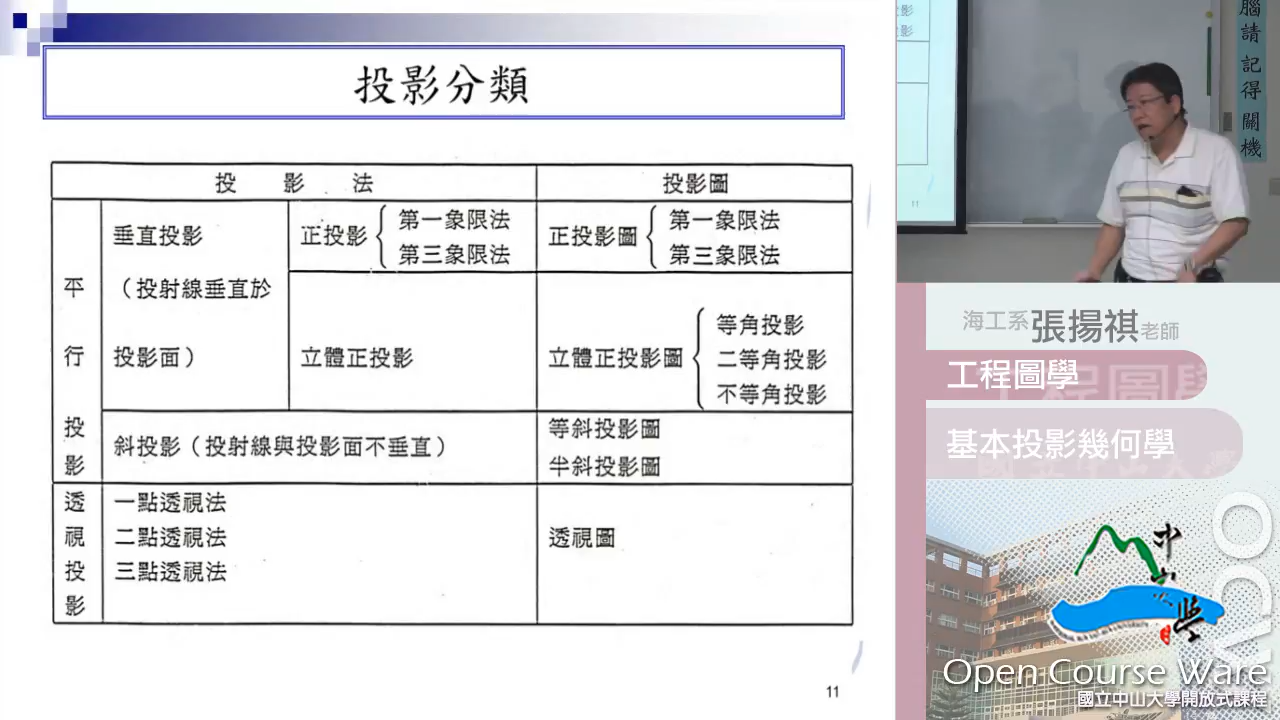 投影分類
投 影 法
投影圖
平行投影
垂直投影
（投射線垂直於
投影面）
正投影
第一象限法
第三象限法
正投影圖
第一象限法
第三象限法
立體正投影
立體正投影圖
等角投影
二等角投影
不等角投影
斜投影（投射線與投影面不垂直）
等斜投影圖
半斜投影圖
透視投影
一點透視法
二點透視法
三點透視法
透視圖
11
腦請記得關機
影
影
11
海工系張揚祺老師
工程圖學
基本投影幾何學
中山大學
OCW
Open Course Ware
國立中山大學開放式課程